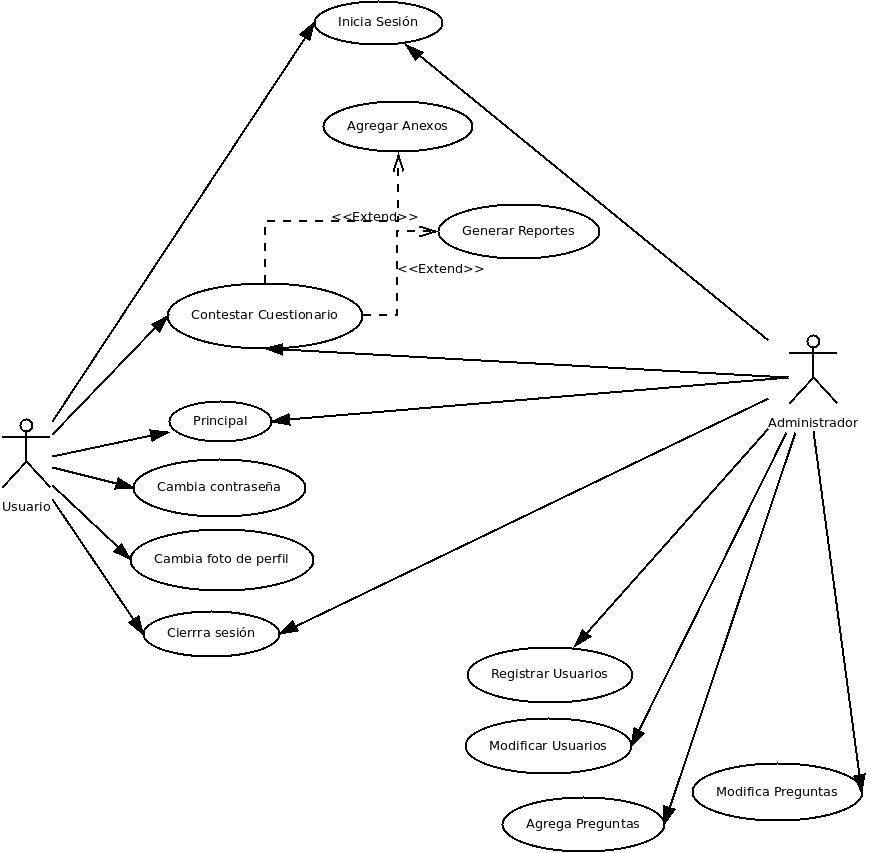 Inicia Sesión
Agregar Anexos
<<Extend>>
Generar Reportes
<<Extend>>
Contestar Cuestionario
Principal
Administrador
Cambia contraseña
Usuario
Cambia foto de perfil
Cierrra sesión
Registrar Usuarios
Modificar Usuarios
Modifica Preguntas
Agrega Preguntas